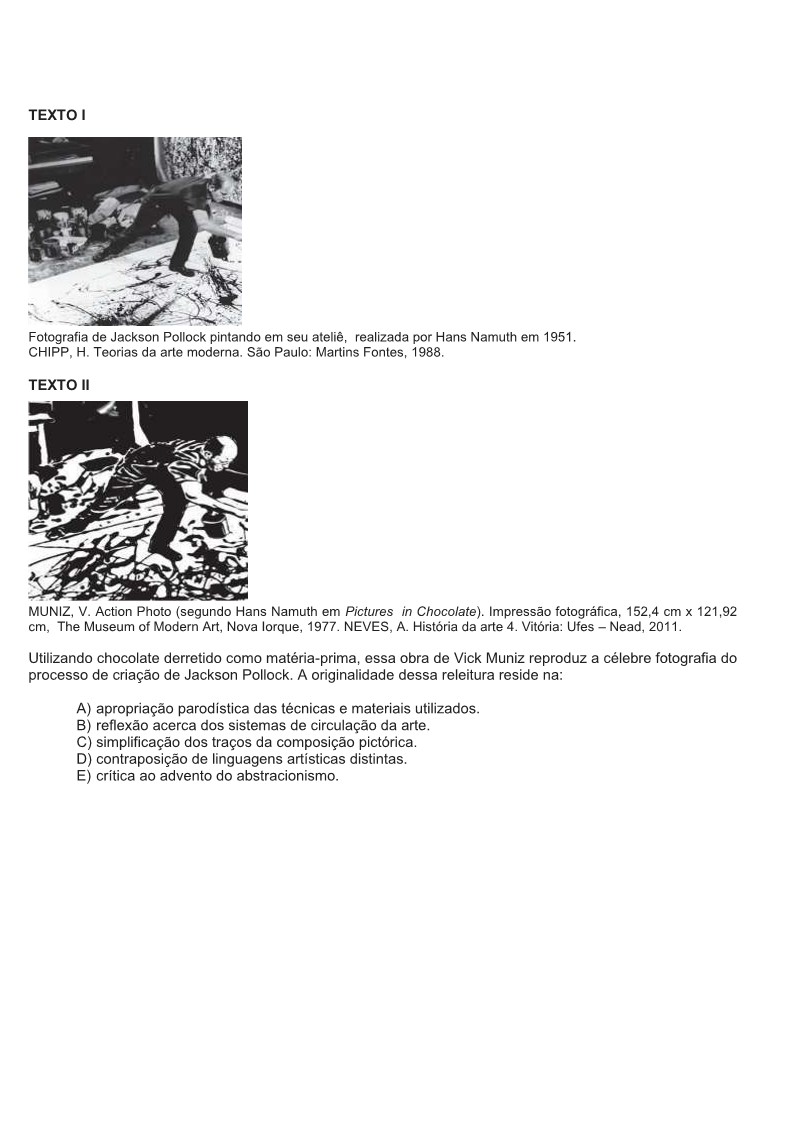 TEXTO I
Fotografia de Jackson Pollock pintando em seu ateliê, realizada por Hans Namuth em 1951.
CHIPP, H. Teorias da arte moderna. São Paulo: Martins Fontes, 1988.
TEXTO II
MUNIZ, V. Action Photo (segundo Hans Namuth em Pictures in Chocolate). Impressão fotográfica, 152,4 cm x 121,92
cm, The Museum of Modern Art, Nova Iorque, 1977. NEVES, A. História da arte 4. Vitória: Ufes – Nead, 2011.
Utilizando chocolate derretido como matéria-prima, essa obra de Vick Muniz reproduz a célebre fotografia do
processo de criação de Jackson Pollock. A originalidade dessa releitura reside na:
A) apropriação parodística das técnicas e materiais utilizados.
B) reflexão acerca dos sistemas de circulação da arte.
C) simplificação dos traços da composição pictórica.
D) contraposição de linguagens artísticas distintas.
E) crítica ao advento do abstracionismo.